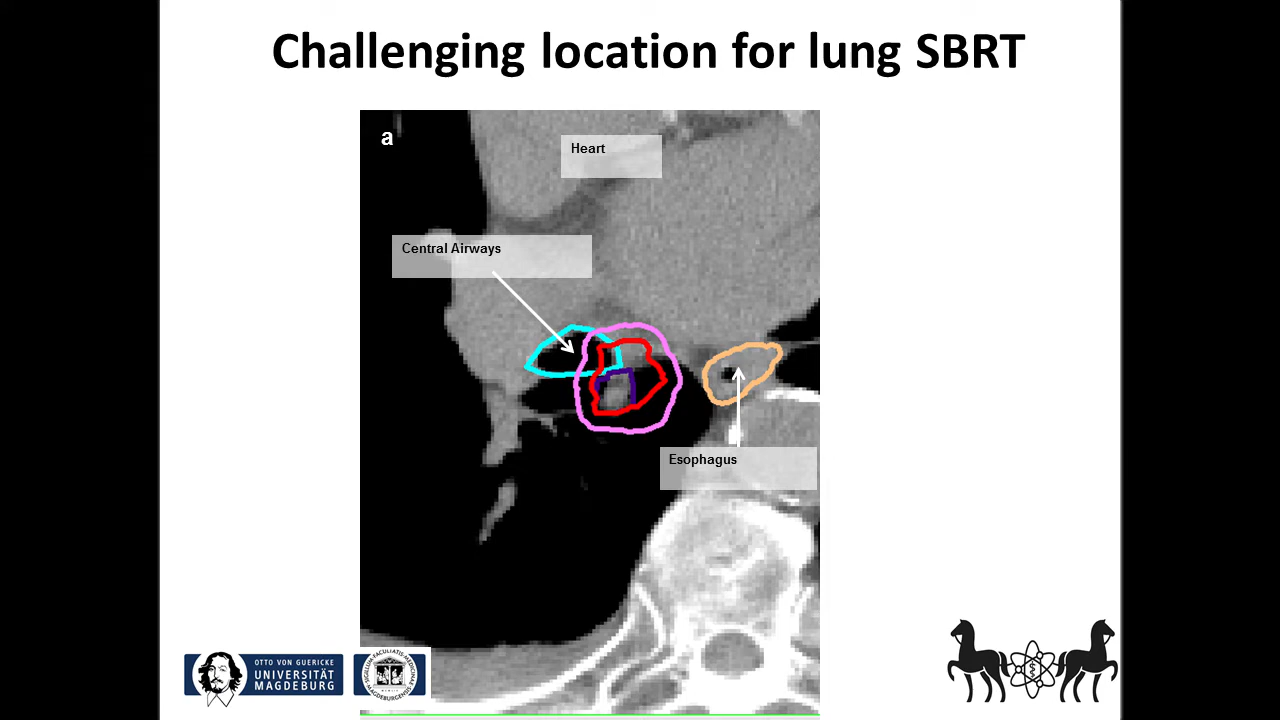 Challenging location for lung SBRT
a
Heart
Central Airways
Esophagus
OTTO VON GUERICKE
UNIVERSITÄT
MAGDEBURG